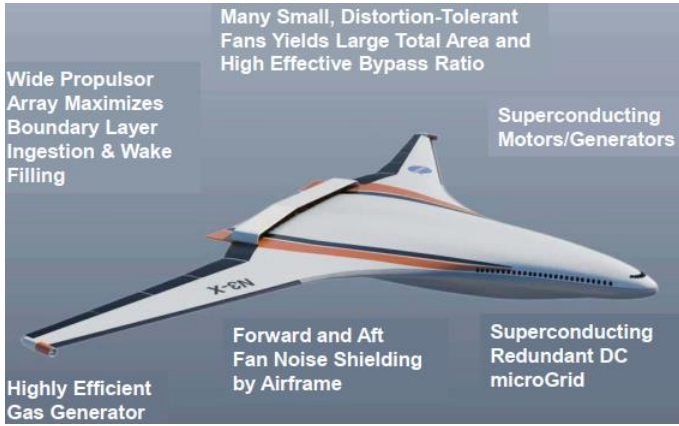 Many Small, Distortion-Tolerant
Fans Yields Large Total Area and
High Effective Bypass Ratio
Wide Propulsor
Array Maximizes
Boundary Layer
Ingestion & Wake
Filling
Superconducting
Motors/Generators
N3-X
Forward and Aft
Fan Noise Shielding
by Airframe
Superconducting
Redundant DC
microGrid
Highly Efficient
Gas Generator